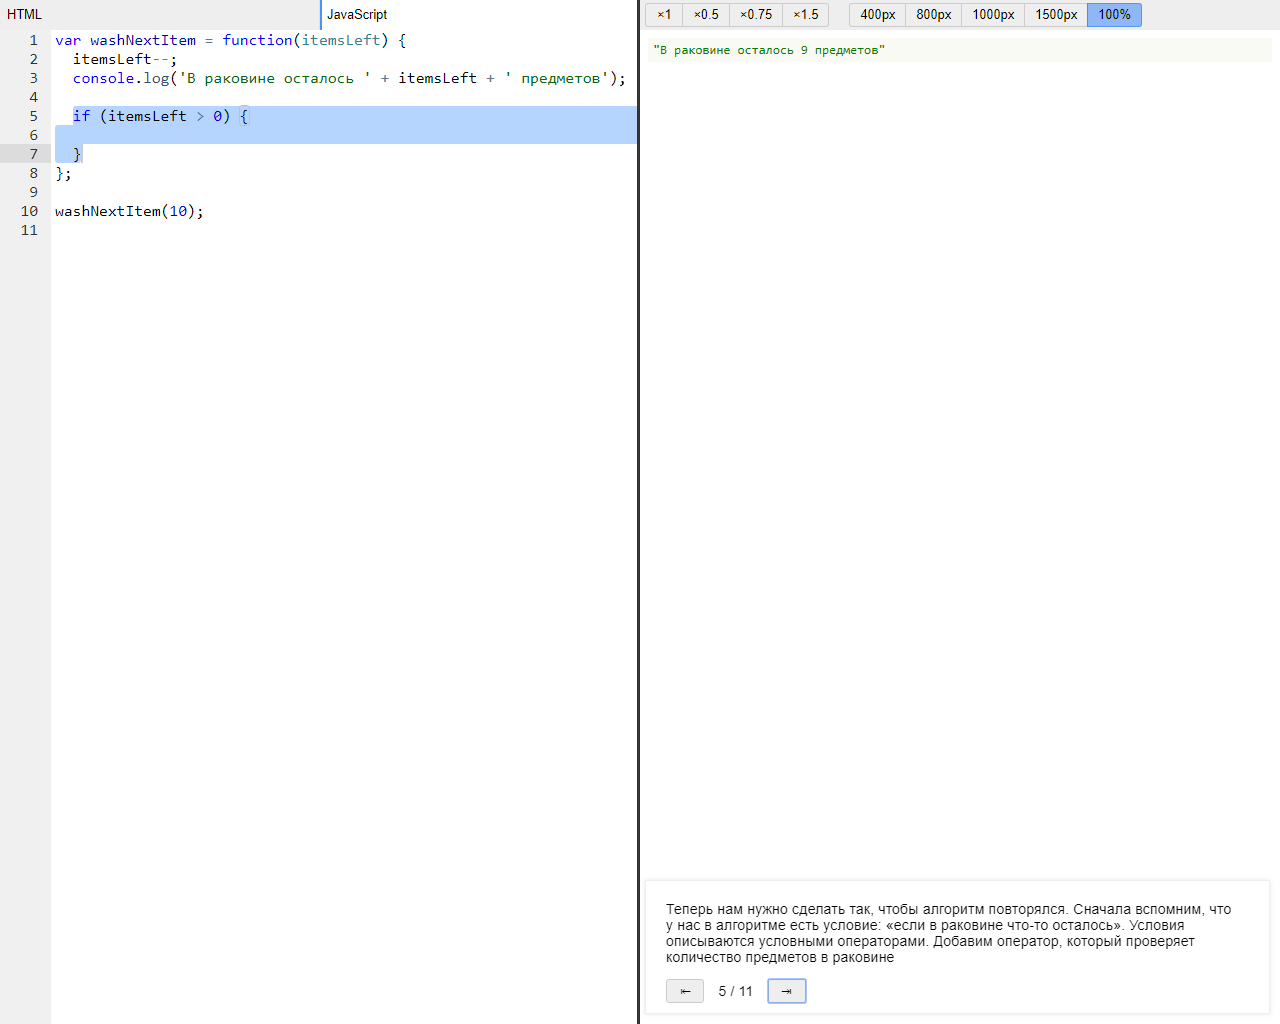 HTML
JavaScript
×1 ×0.5 ×0.75 ×1.5 400px 800px 1000px 1500px 100%
1 var washNextItem = function(itemsLeft) {
2   itemsLeft--;
3   console.log('В раковине осталось ' + itemsLeft + ' предметов');
4
5   if (itemsLeft > 0) {
6
7   }
8 };
9
10 washNextItem(10);
11
"В раковине осталось 9 предметов"
Теперь нам нужно сделать так, чтобы алгоритм повторялся. Сначала вспомним, что
у нас в алгоритме есть условие: «если в раковине что-то осталось». Условия
описываются условными операторами. Добавим оператор, который проверяет
количество предметов в раковине
⇤ 5 / 11 ⇥